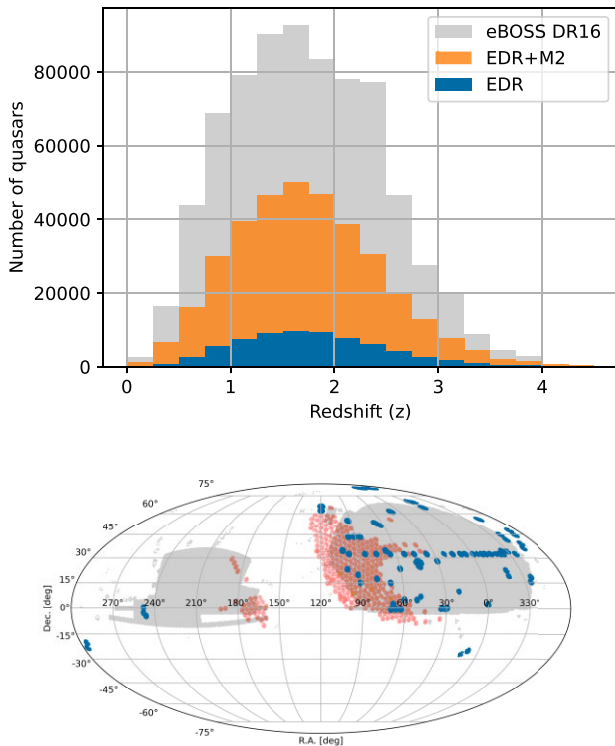 eBOSS DR16
EDR+M2
EDR
80000
60000
40000
20000
0
Number of quasars
0 1 2 3 4
Redshift (z)
75°
60°
45°
30°
15°
0°
-15°
-30°
-45°
-60°
-75°
270° 240° 210° 180° 150° 120° 90° 60° 30° 0° 330°
Dec. [deg]
R.A. [deg]